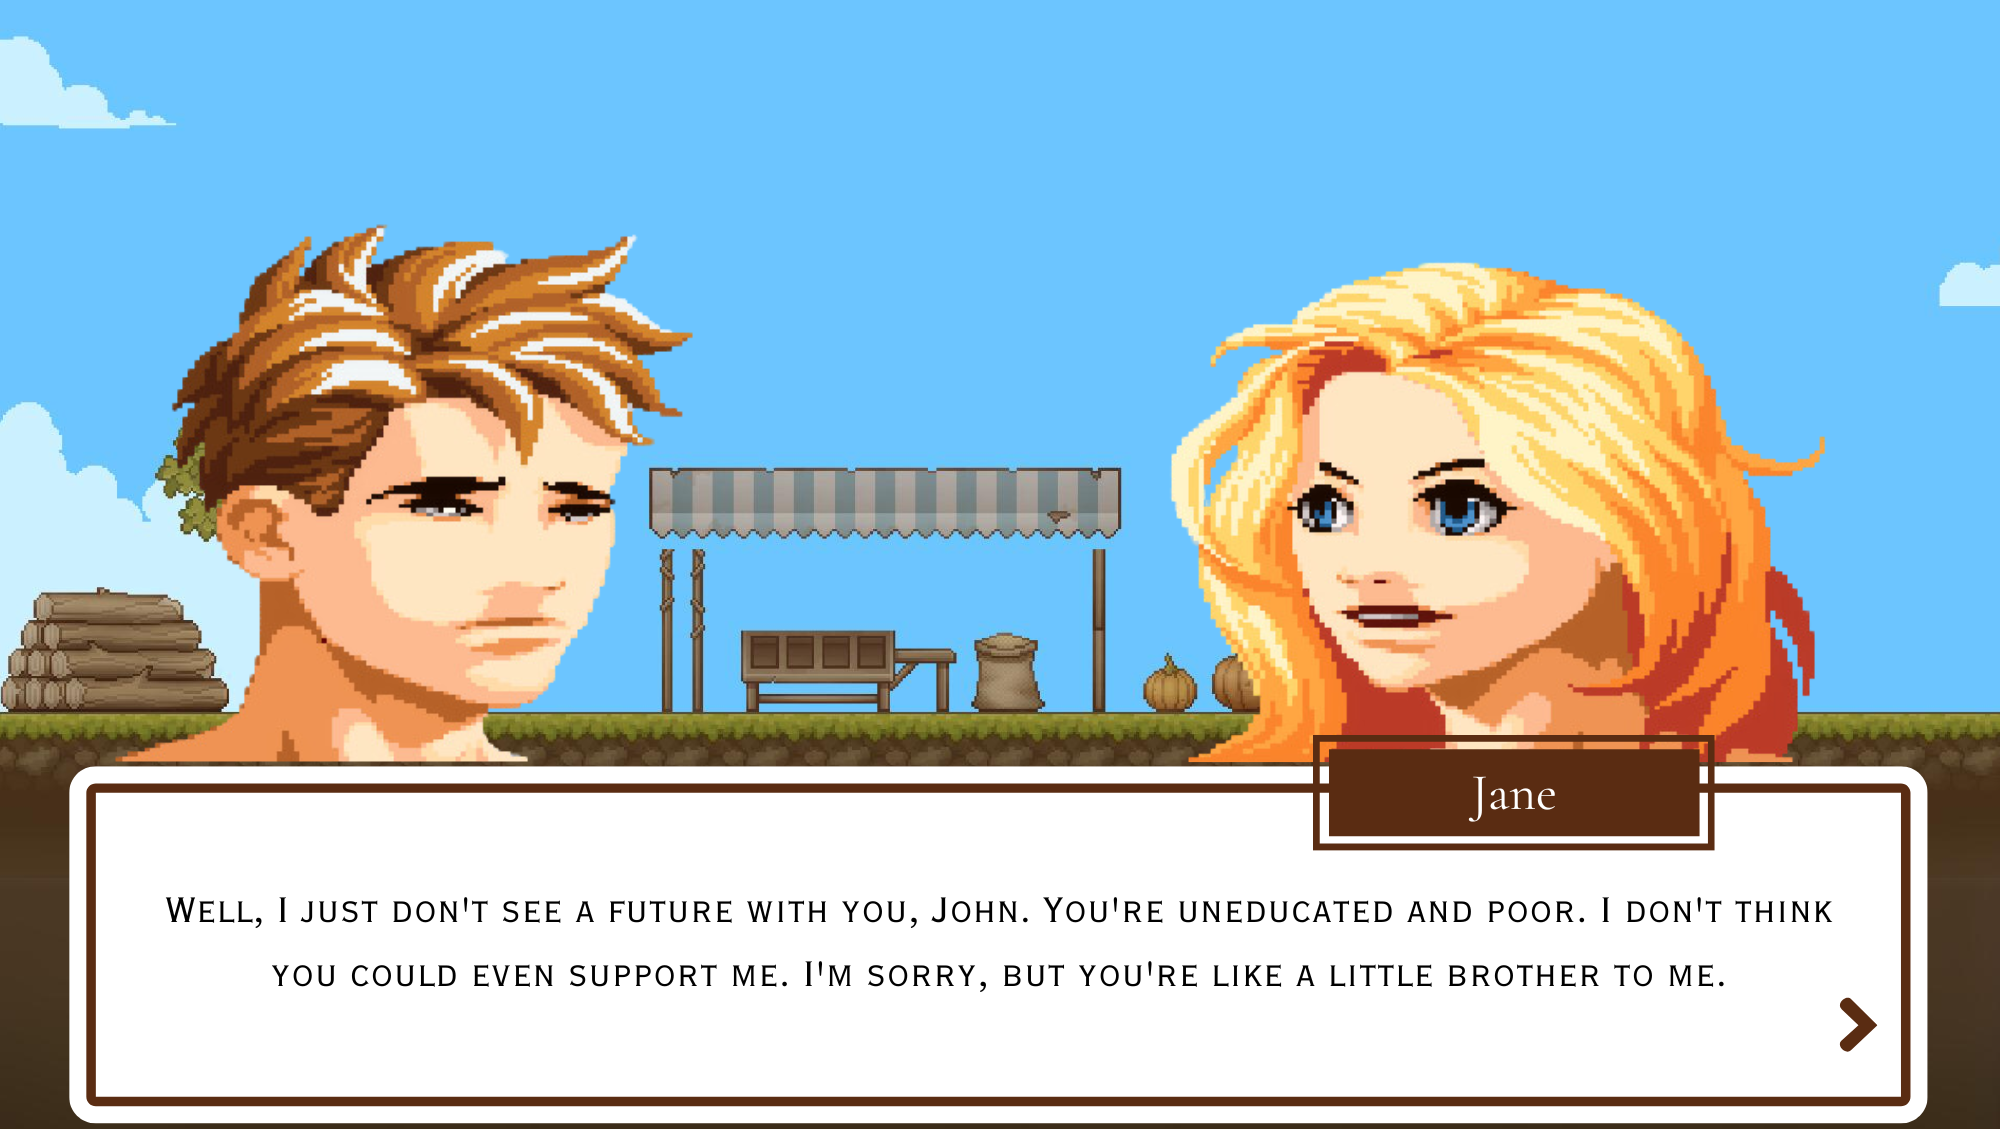 Jane
Well, I just don't see a future with you, John. You're uneducated and poor. I don't think
you could even support me. I'm sorry, but you're like a little brother to me.